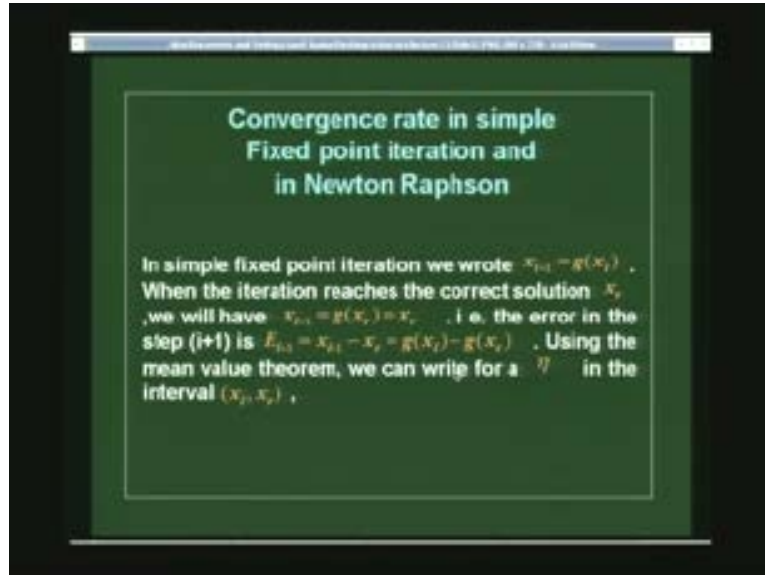 Convergence rate in simple
Fixed point iteration and
in Newton Raphson
In simple fixed point iteration we wrote x_{i+1} = g(x_i) .
When the iteration reaches the correct solution x_r
,we will have x_{i+1} = g(x_r) = x_r . i e. the error in the
step (i+1) is E_{i+1} = x_{i+1} - x_r = g(x_i) - g(x_r) . Using the
mean value theorem, we can write for a η in the
interval (x_i, x_r) ,